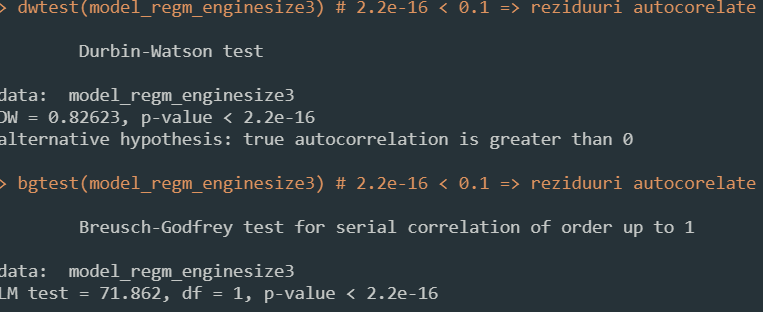 > dwtest(model_regm_enginesize3) # 2.2e-16 < 0.1 => reziduuri autocorelate
Durbin-Watson test
data:  model_regm_enginesize3
DW = 0.82623, p-value < 2.2e-16
alternative hypothesis: true autocorrelation is greater than 0
> bgtest(model_regm_enginesize3) # 2.2e-16 < 0.1 => reziduuri autocorelate
Breusch-Godfrey test for serial correlation of order up to 1
data:  model_regm_enginesize3
LM test = 71.862, df = 1, p-value < 2.2e-16